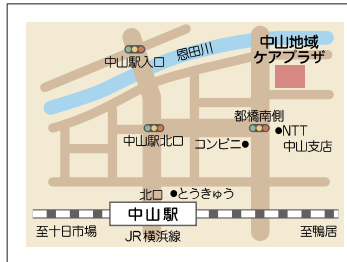 恩田川
中山地域
ケアプラザ
中山駅入口
都橋南側
中山駅北口
コンビニ
NTT
中山支店
北口
とうきゅう
中山駅
至十日市場
JR横浜線
至鴨居